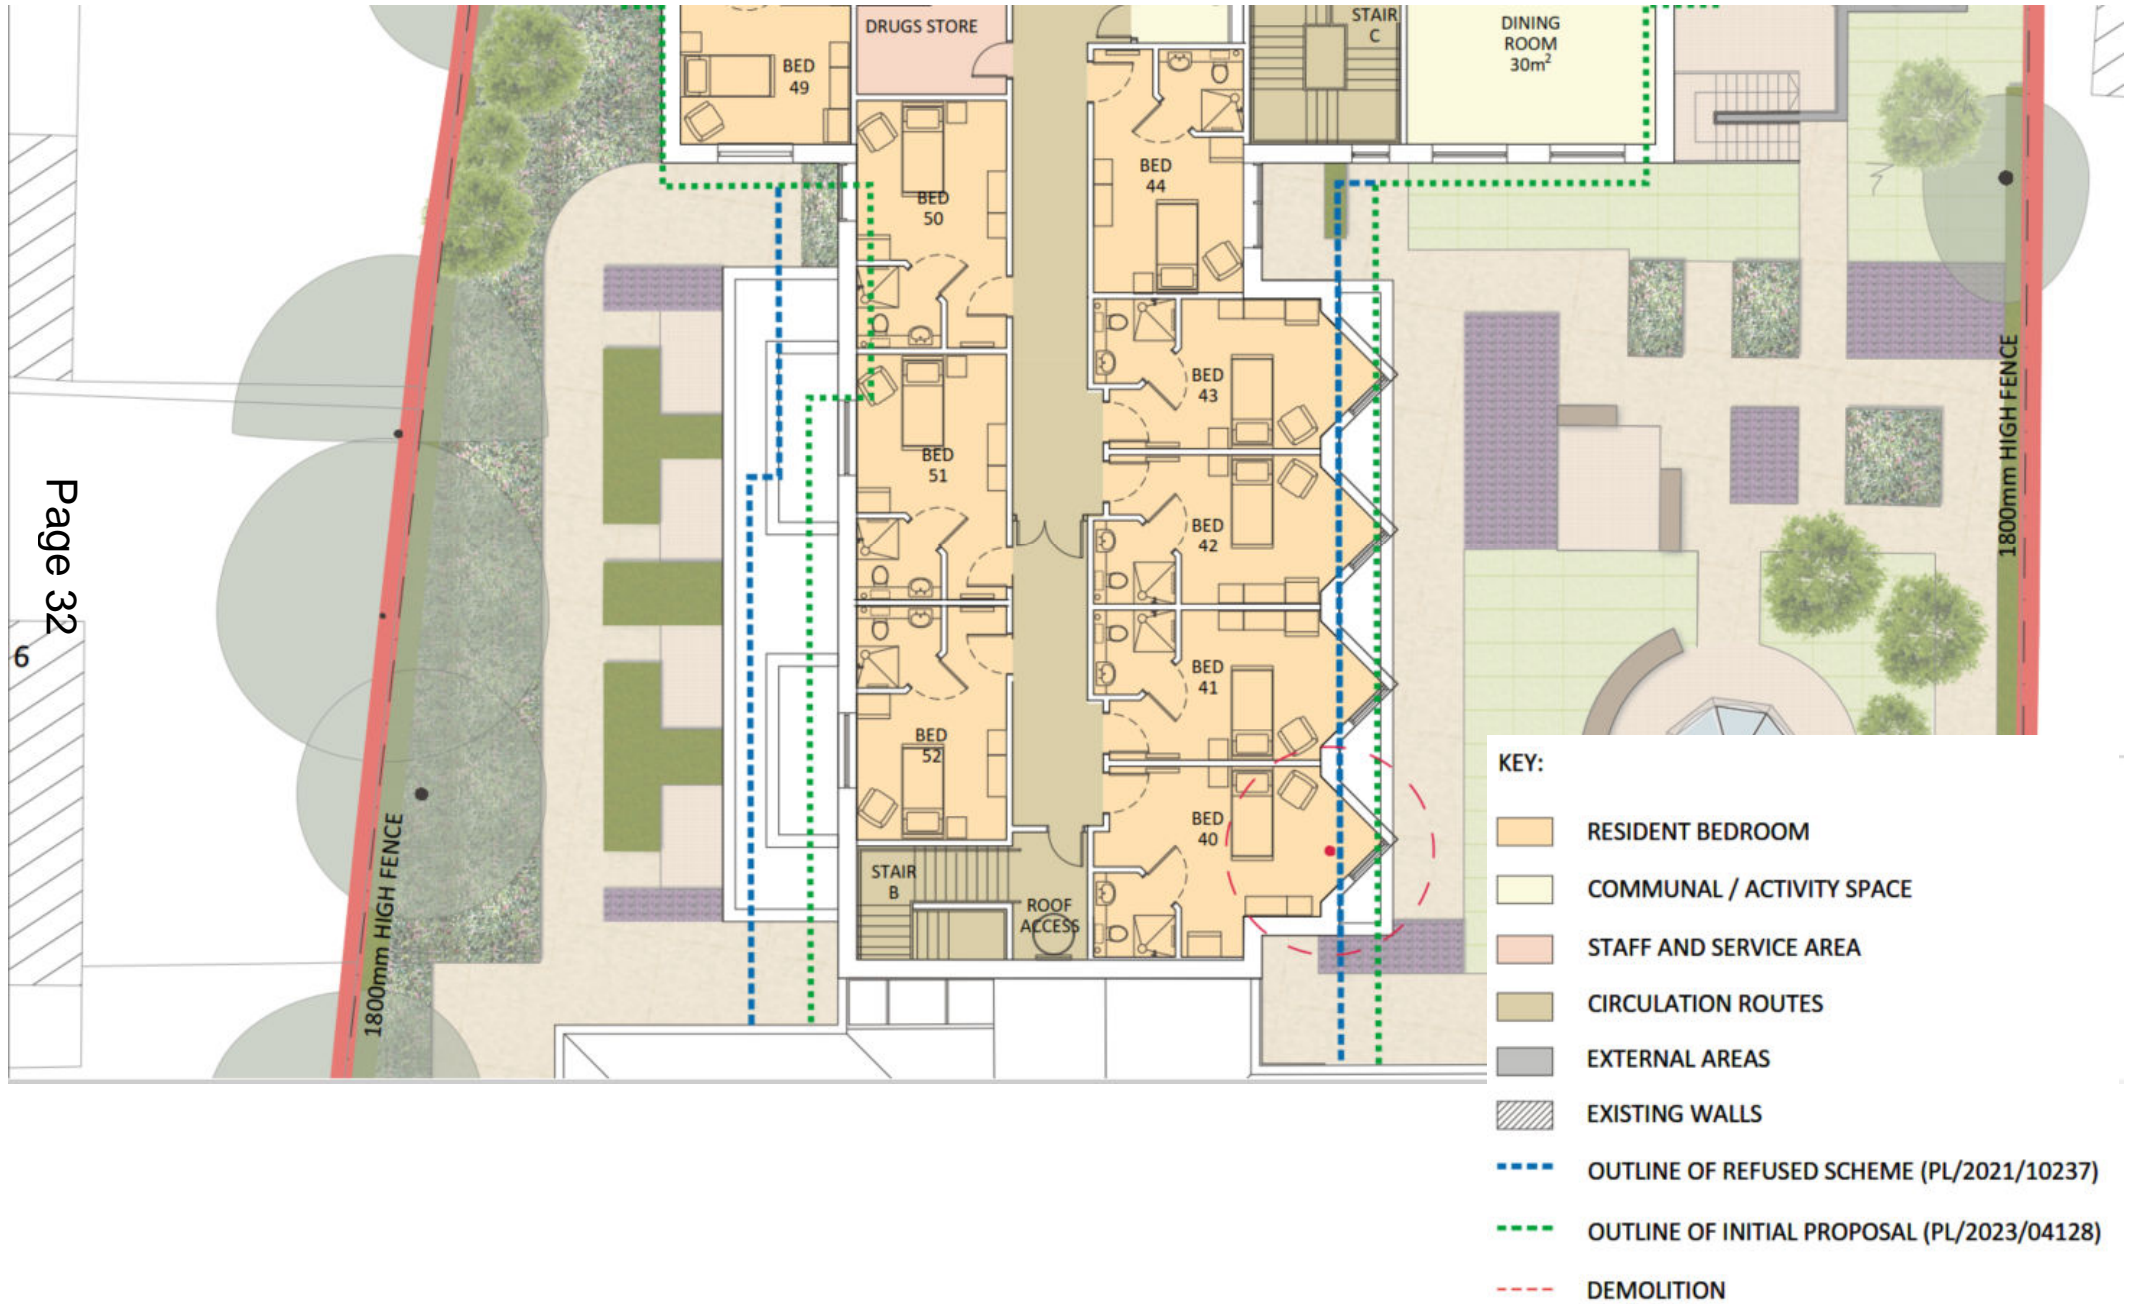 DRUGS STORE
STAIR
C
DINING
ROOM
30m²
BED
49
BED
50
BED
44
BED
43
BED
51
BED
42
BED
41
BED
52
BED
40
STAIR
B
ROOF
ACCESS
1800mm HIGH FENCE
1800mm HIGH FENCE
Page 32
6
KEY:
RESIDENT BEDROOM
COMMUNAL / ACTIVITY SPACE
STAFF AND SERVICE AREA
CIRCULATION ROUTES
EXTERNAL AREAS
EXISTING WALLS
OUTLINE OF REFUSED SCHEME (PL/2021/10237)
OUTLINE OF INITIAL PROPOSAL (PL/2023/04128)
DEMOLITION